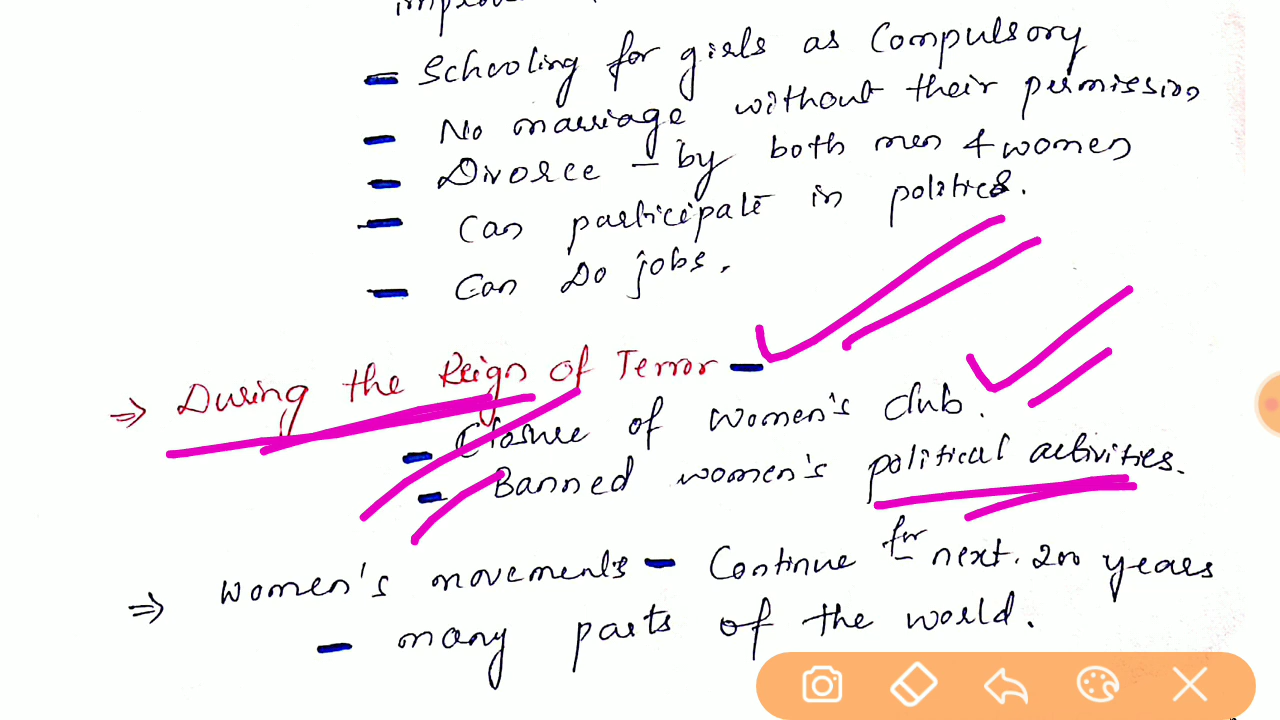 - Schooling for girls as Compulsory
- No marriage without their permission
- Divorce - by both men & women
- Can participate in politics.
- Can Do jobs.
⇒ During the Reign of Terror -
- Closure of women's club.
- Banned women's political activities.
⇒ Women's movements - Continue for next 200 years
- many parts of the world.